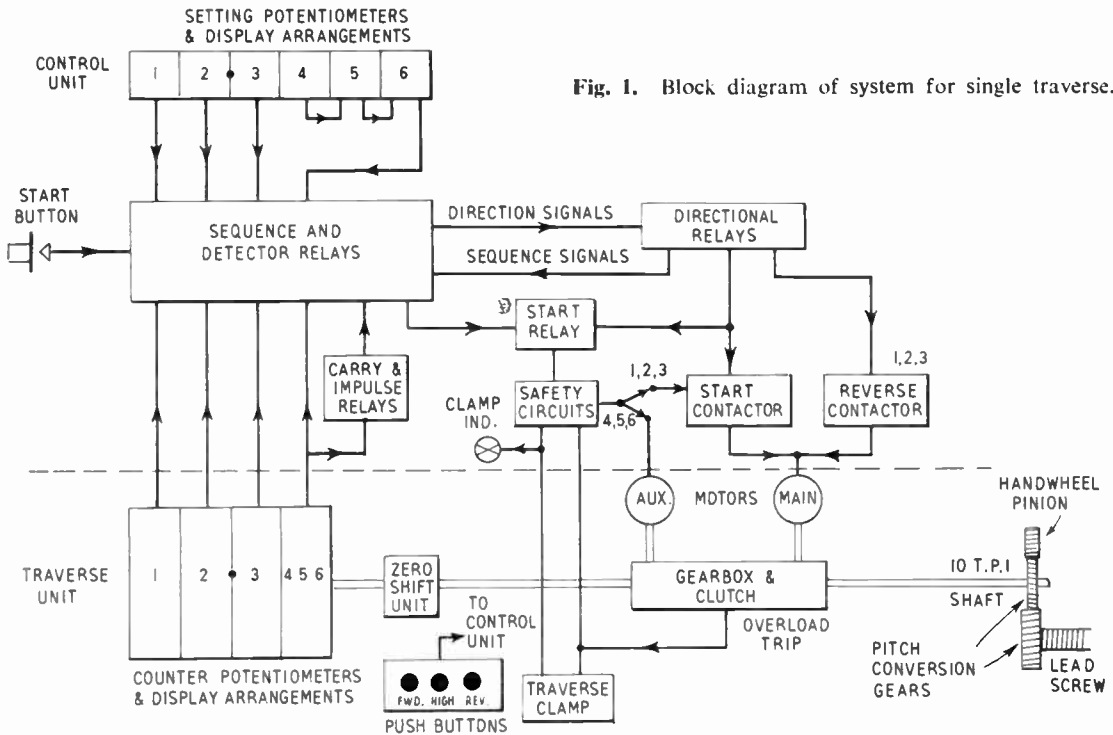 SETTING POTENTIOMETERS
& DISPLAY ARRANGEMENTS
CONTROL
UNIT
1 2 • 3 4 5 6
Fig. 1. Block diagram of system for single traverse.
START
BUTTON
SEQUENCE AND
DETECTOR RELAYS
DIRECTION SIGNALS
SEQUENCE SIGNALS
DIRECTIONAL
RELAYS
START
RELAY
CARRY &
IMPULSE
RELAYS
CLAMP
IND.
SAFETY
CIRCUITS
1,2,3
4,5,6
START
CONTACTOR
1,2,3
REVERSE
CONTACTOR
AUX.
MOTORS
MAIN
HANDWHEEL
PINION
TRAVERSE
UNIT
1 2 • 3 4 5 6
ZERO
SHIFT
UNIT
GEARBOX &
CLUTCH
10 T.P.I
SHAFT
OVERLOAD
TRIP
TO
CONTROL
UNIT
PITCH
CONVERSION
GEARS
LEAD
SCREW
COUNTER POTENTIOMETERS
& DISPLAY ARRANGEMENTS
FWD. HIGH REV.
PUSH BUTTONS
TRAVERSE
CLAMP